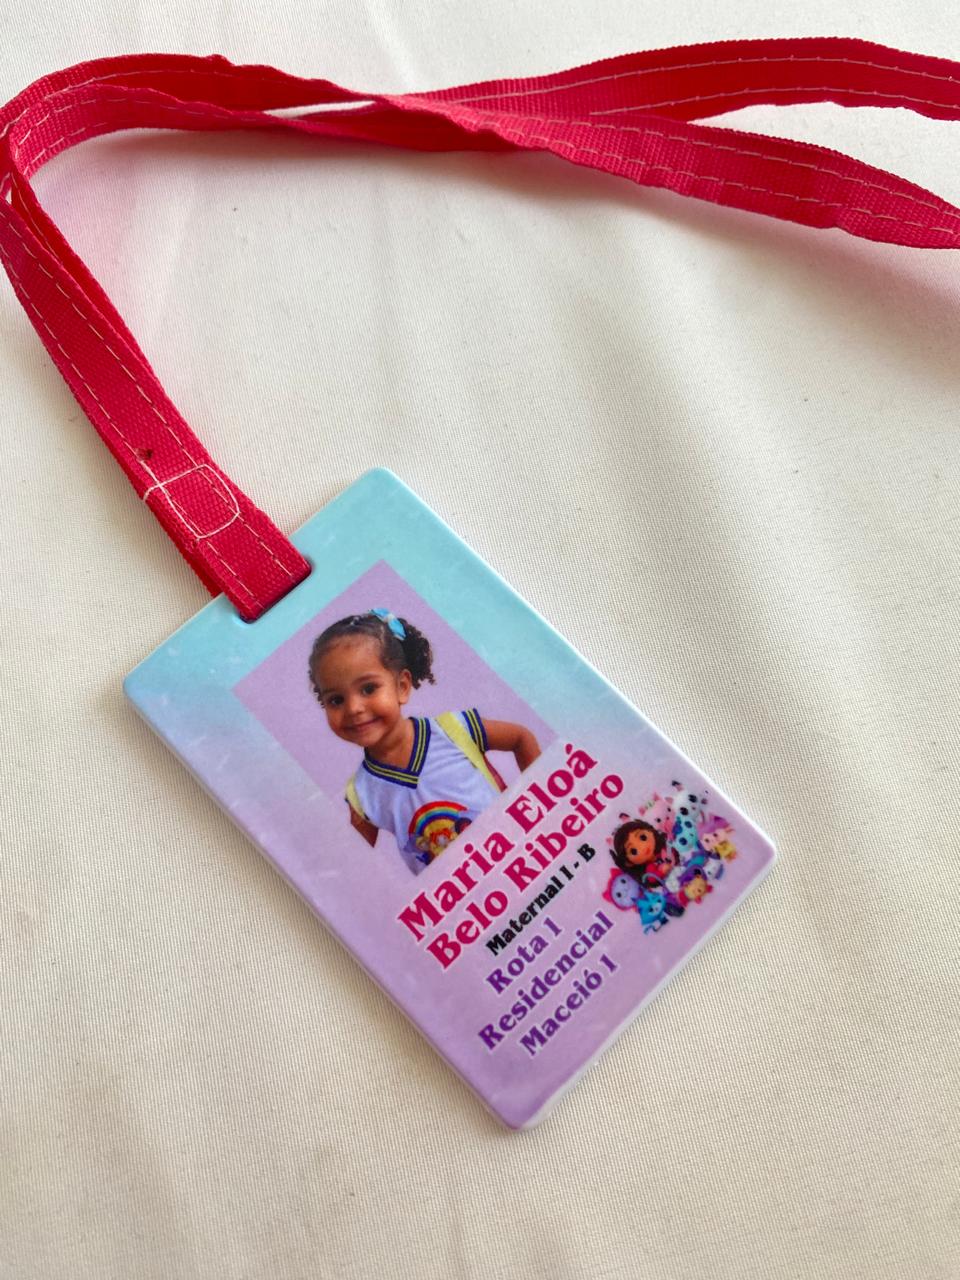 Maria Eloá
Belo Ribeiro
Maternal I - B
Rota 1
Residencial
Maceió 1